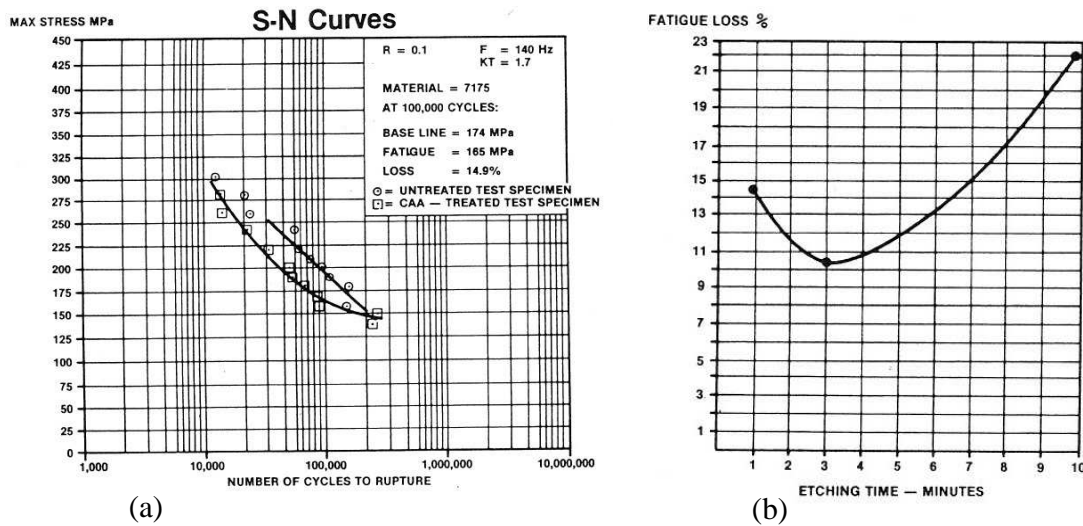 MAX STRESS MPa
S-N Curves
450
425
400
375
350
325
300
275
250
225
200
175
150
125
100
75
50
25
0
R = 0.1 F = 140 Hz
KT = 1.7
MATERIAL = 7175
AT 100,000 CYCLES:
BASE LINE = 174 MPa
FATIGUE = 165 MPa
LOSS = 14.9%
= UNTREATED TEST SPECIMEN
= CAA — TREATED TEST SPECIMEN
1,000 10,000 100,000 1,000,000 10,000,000
NUMBER OF CYCLES TO RUPTURE
(a)
FATIGUE LOSS %
23
21
17
15
13
11
9
7
5
4
3
1
1 2 3 4 5 6 7 8 9 10
ETCHING TIME — MINUTES
(b)